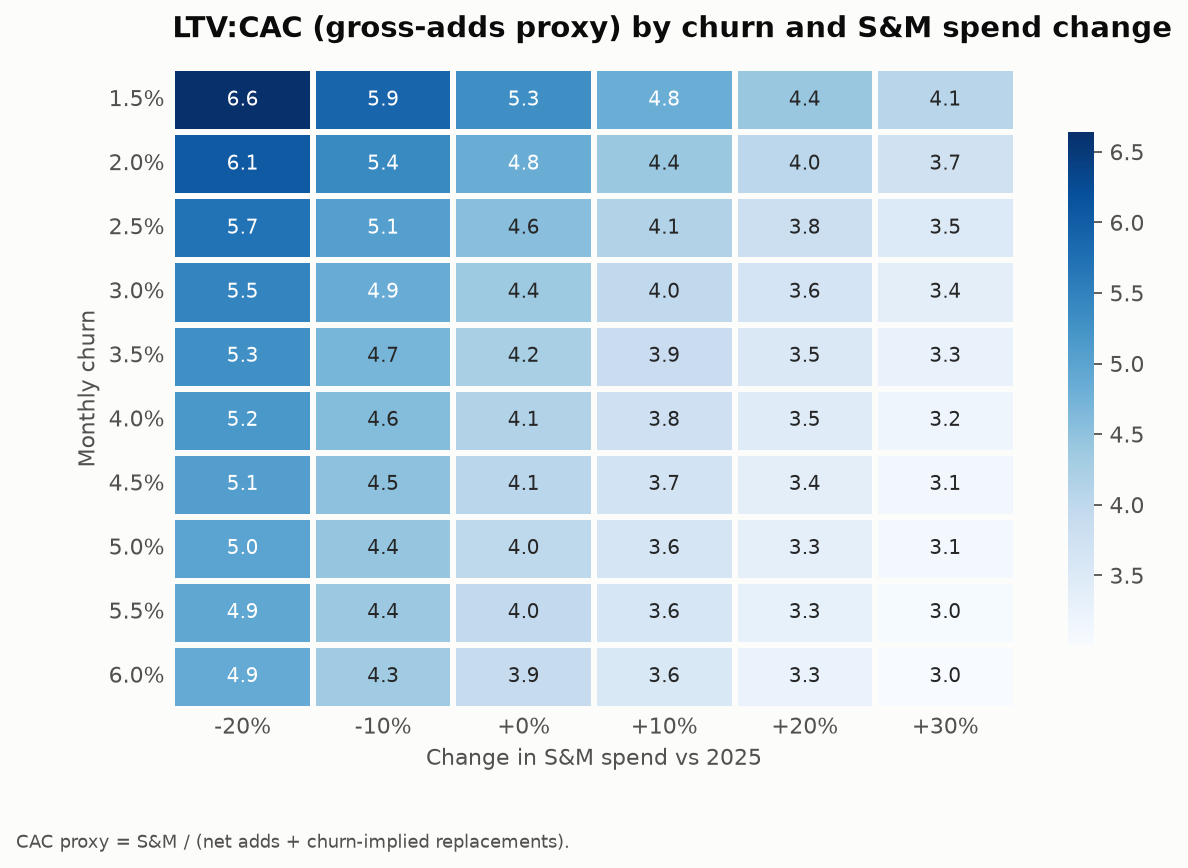 LTV:CAC (gross-adds proxy) by churn and S&M spend change
1.5% 6.6 5.9 5.3 4.8 4.4 4.1
2.0% 6.1 5.4 4.8 4.4 4.0 3.7
2.5% 5.7 5.1 4.6 4.1 3.8 3.5
3.0% 5.5 4.9 4.4 4.0 3.6 3.4
3.5% 5.3 4.7 4.2 3.9 3.5 3.3
4.0% 5.2 4.6 4.1 3.8 3.5 3.2
4.5% 5.1 4.5 4.1 3.7 3.4 3.1
5.0% 5.0 4.4 4.0 3.6 3.3 3.1
5.5% 4.9 4.4 4.0 3.6 3.3 3.0
6.0% 4.9 4.3 3.9 3.6 3.3 3.0
-20% -10% +0% +10% +20% +30%
Monthly churn
Change in S&M spend vs 2025
6.5
6.0
5.5
5.0
4.5
4.0
3.5
CAC proxy = S&M / (net adds + churn-implied replacements).